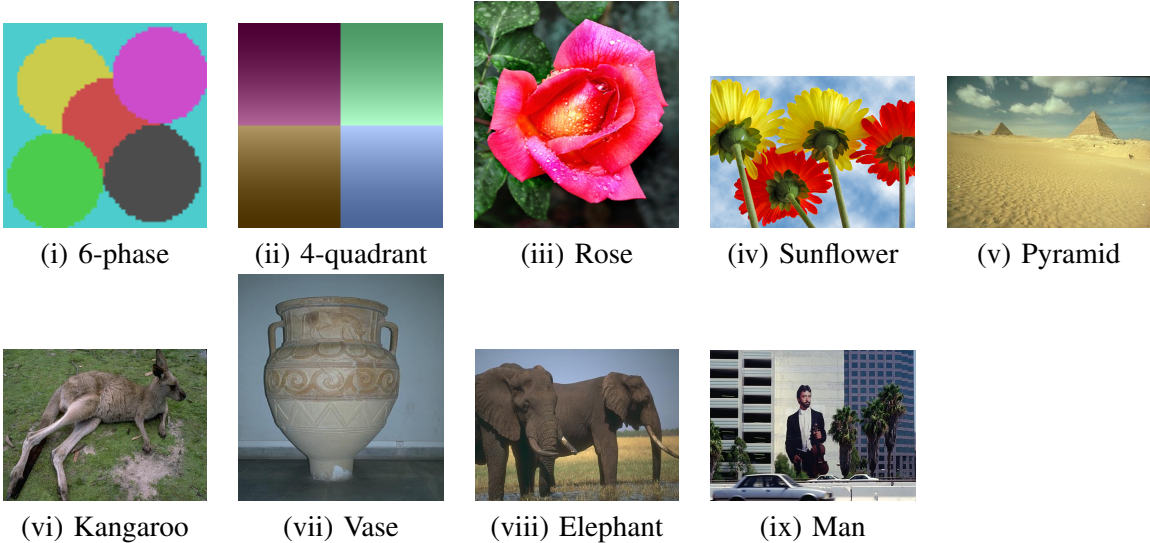 (i) 6-phase
(ii) 4-quadrant
(iii) Rose
(iv) Sunflower
(v) Pyramid
(vi) Kangaroo
(vii) Vase
(viii) Elephant
(ix) Man